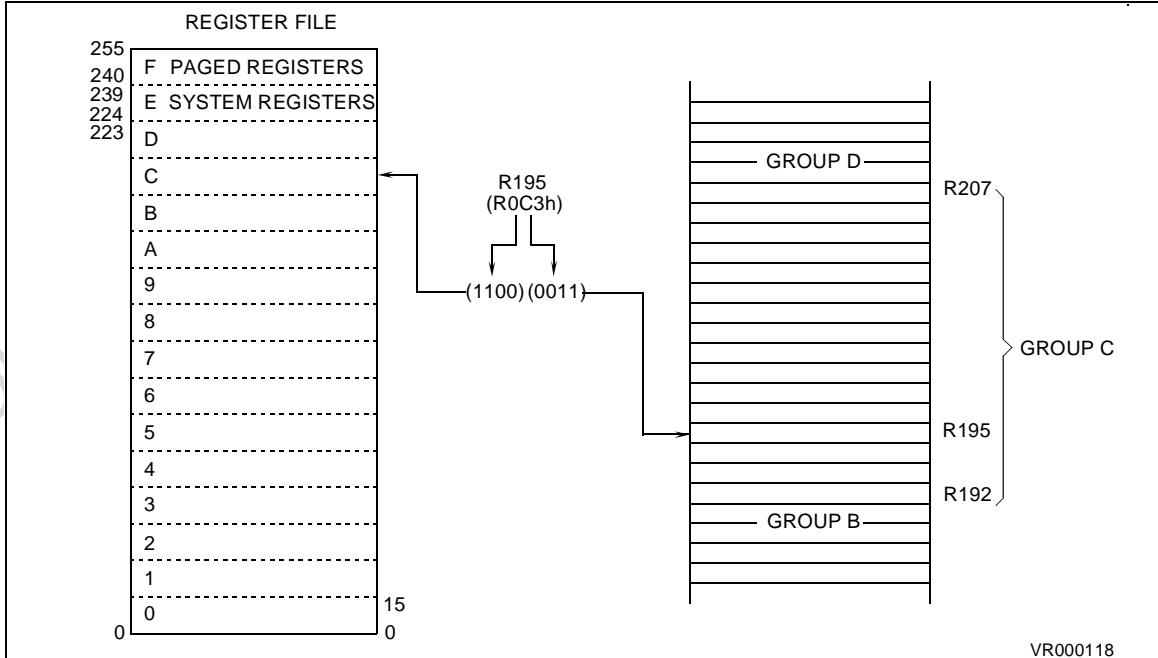 REGISTER FILE
255
F PAGED REGISTERS
240
239
E SYSTEM REGISTERS
224
223
D
C
B
A
9
8
7
6
5
4
3
2
1
0
15
0
0
R195
(R0C3h)
(1100) (0011)
GROUP D
R207
GROUP C
R195
R192
GROUP B
VR000118